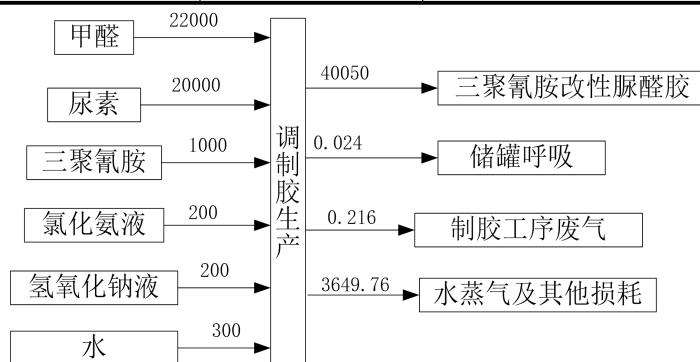 甲醛
22000
尿素
20000
三聚氰胺
1000
氯化氨液
200
氢氧化钠液
200
水
300
调制胶生产
40050
三聚氰胺改性脲醛胶
0.024
储罐呼吸
0.216
制胶工序废气
3649.76
水蒸气及其他损耗